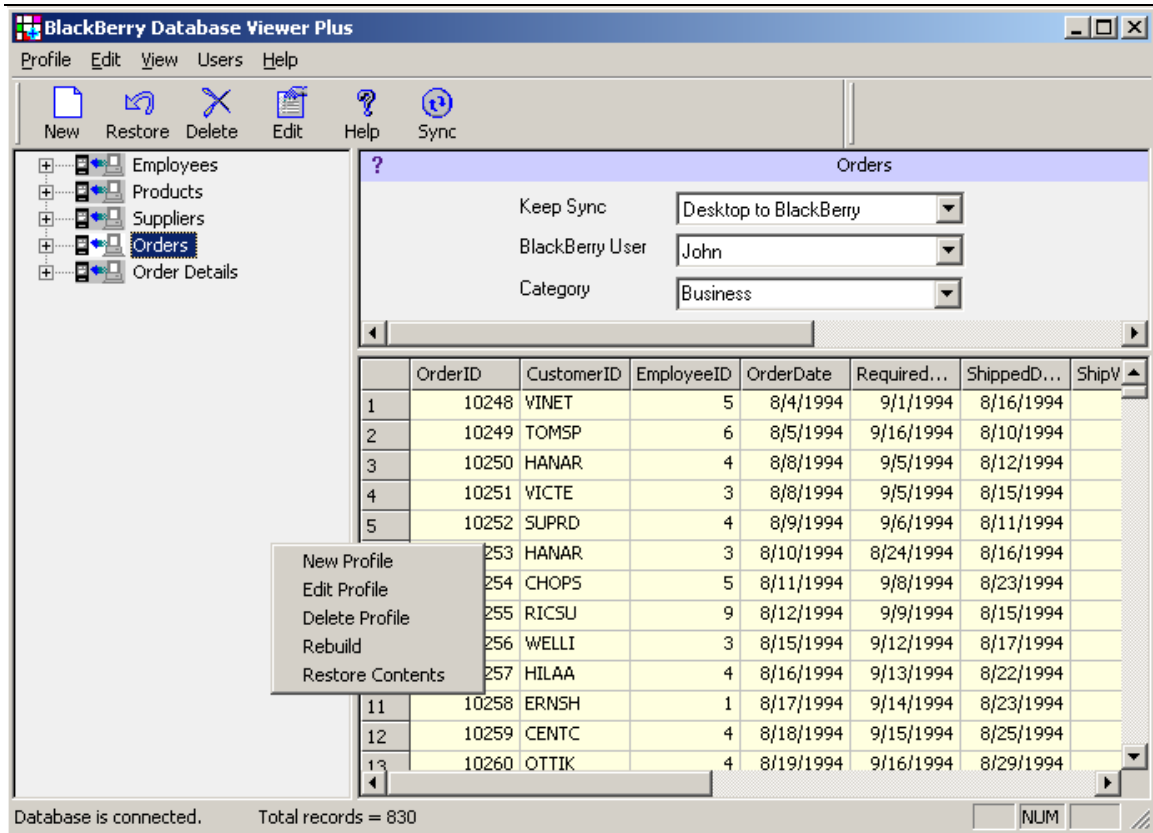 BlackBerry Database Viewer Plus
Profile Edit View Users Help
New Restore Delete Edit Help Sync
Employees
Products
Suppliers
Orders
Order Details
? Orders
Keep Sync Desktop to BlackBerry
BlackBerry User John
Category Business
OrderID CustomerID EmployeeID OrderDate Required... ShippedD... ShipV
1 10248 VINET 5 8/4/1994 9/1/1994 8/16/1994
2 10249 TOMSP 6 8/5/1994 9/16/1994 8/10/1994
3 10250 HANAR 4 8/8/1994 9/5/1994 8/12/1994
4 10251 VICTE 3 8/8/1994 9/5/1994 8/15/1994
5 10252 SUPRD 4 8/9/1994 9/6/1994 8/11/1994
253 HANAR 3 8/10/1994 8/24/1994 8/16/1994
254 CHOPS 5 8/11/1994 9/8/1994 8/23/1994
255 RICSU 9 8/12/1994 9/9/1994 8/15/1994
256 WELLI 3 8/15/1994 9/12/1994 8/17/1994
257 HILAA 4 8/16/1994 9/13/1994 8/22/1994
11 10258 ERNSH 1 8/17/1994 9/14/1994 8/23/1994
12 10259 CENTC 4 8/18/1994 9/15/1994 8/25/1994
13 10260 OTTIK 4 8/19/1994 9/16/1994 8/29/1994
New Profile
Edit Profile
Delete Profile
Rebuild
Restore Contents
Database is connected. Total records = 830 NUM